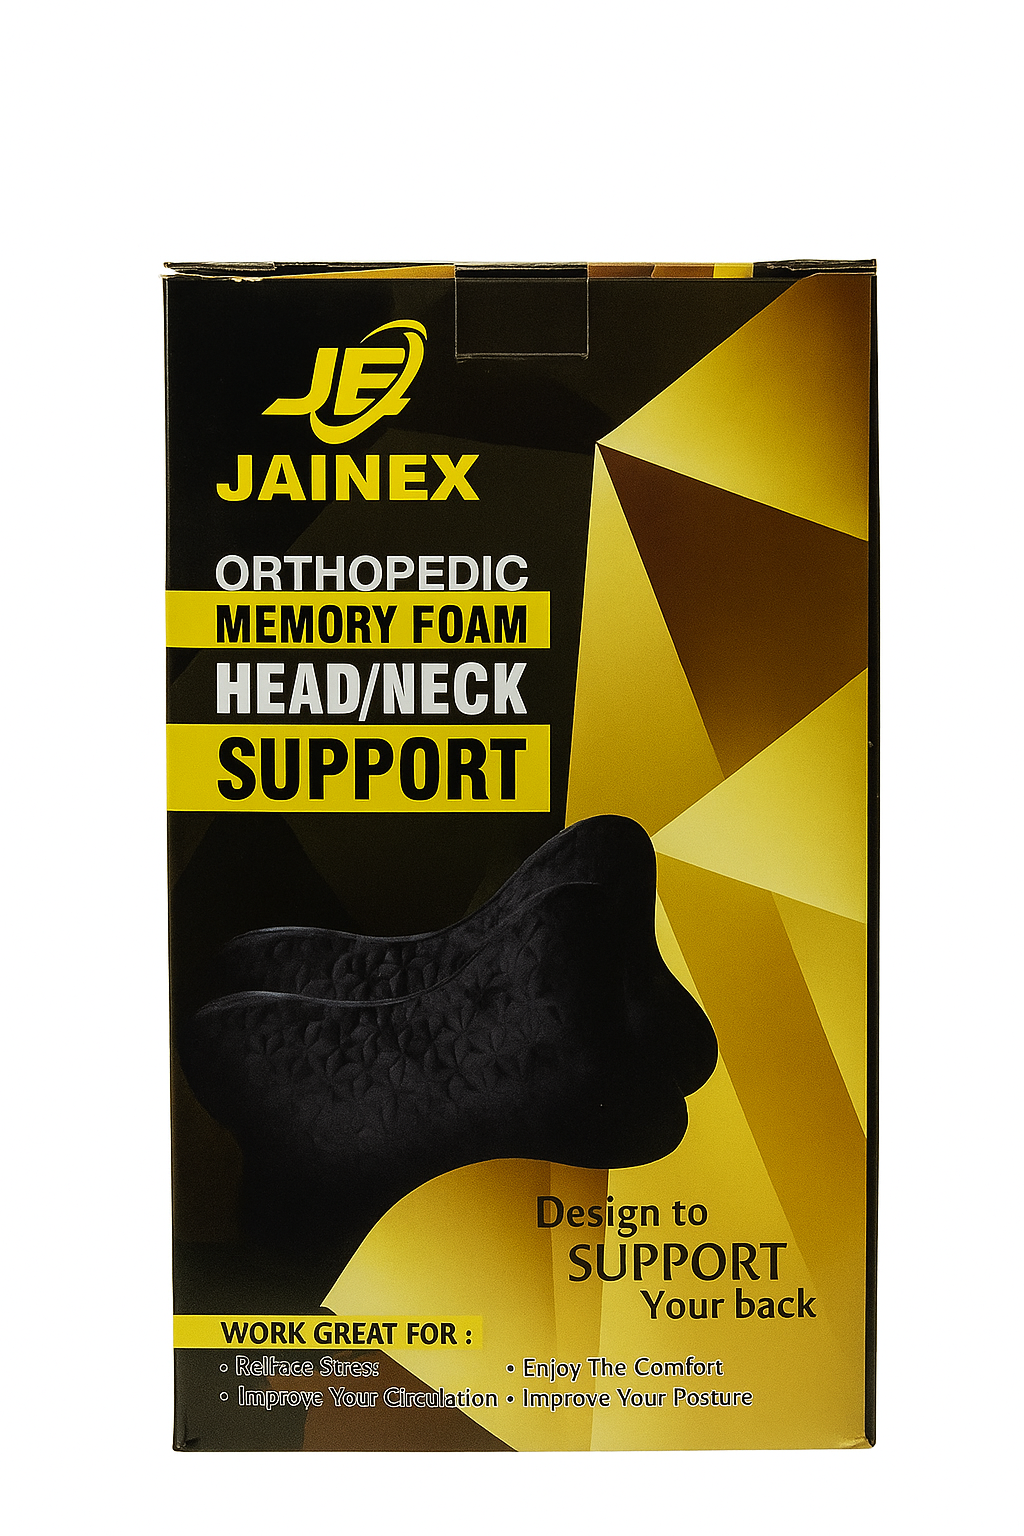 JE
JAINEX
ORTHOPEDIC
MEMORY FOAM
HEAD/NECK
SUPPORT
Design to
SUPPORT
Your back
WORK GREAT FOR :
• Stress
• Enjoy The Comfort
• Improve Your Circulation
• Improve Your Posture